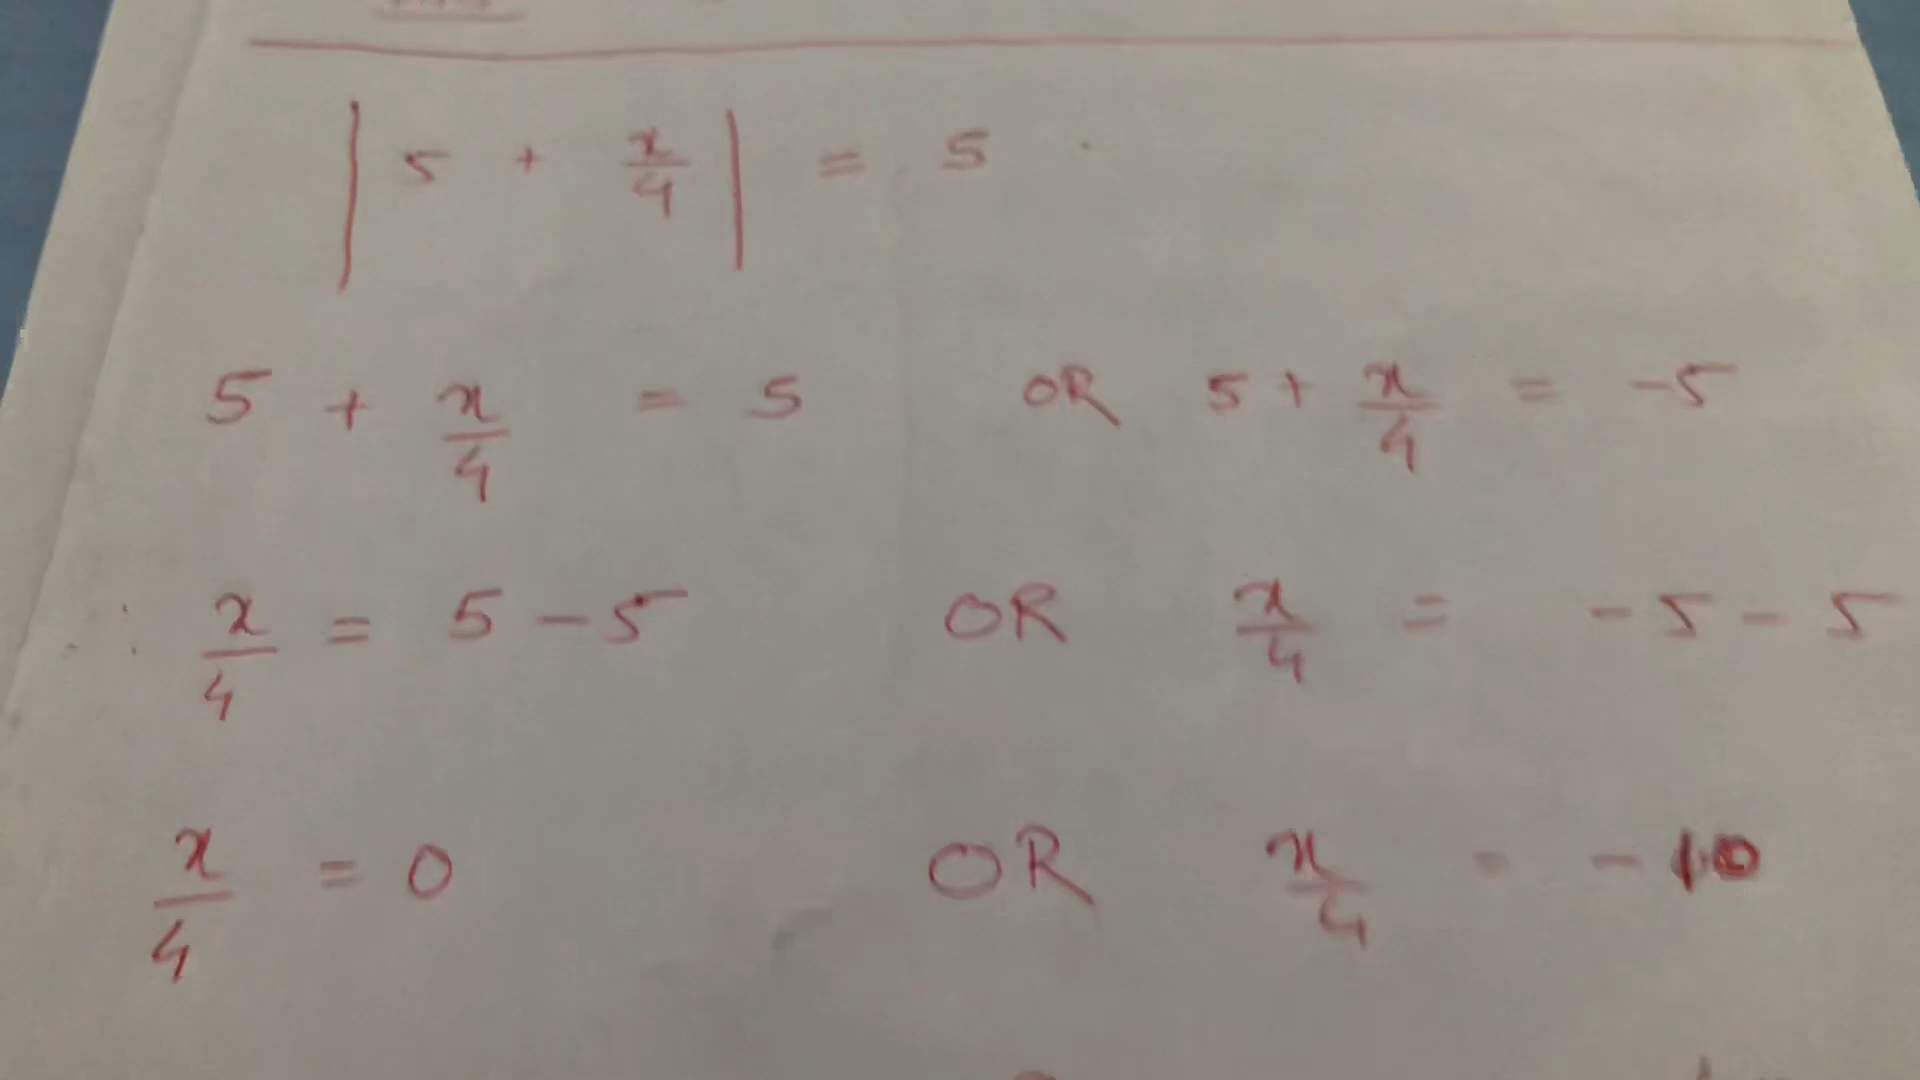 | 5 + x/4 | = 5
5 + x/4 = 5 OR 5 + x/4 = -5
∴ x/4 = 5 - 5 OR x/4 = -5 - 5
x/4 = 0 OR x/4 = -10